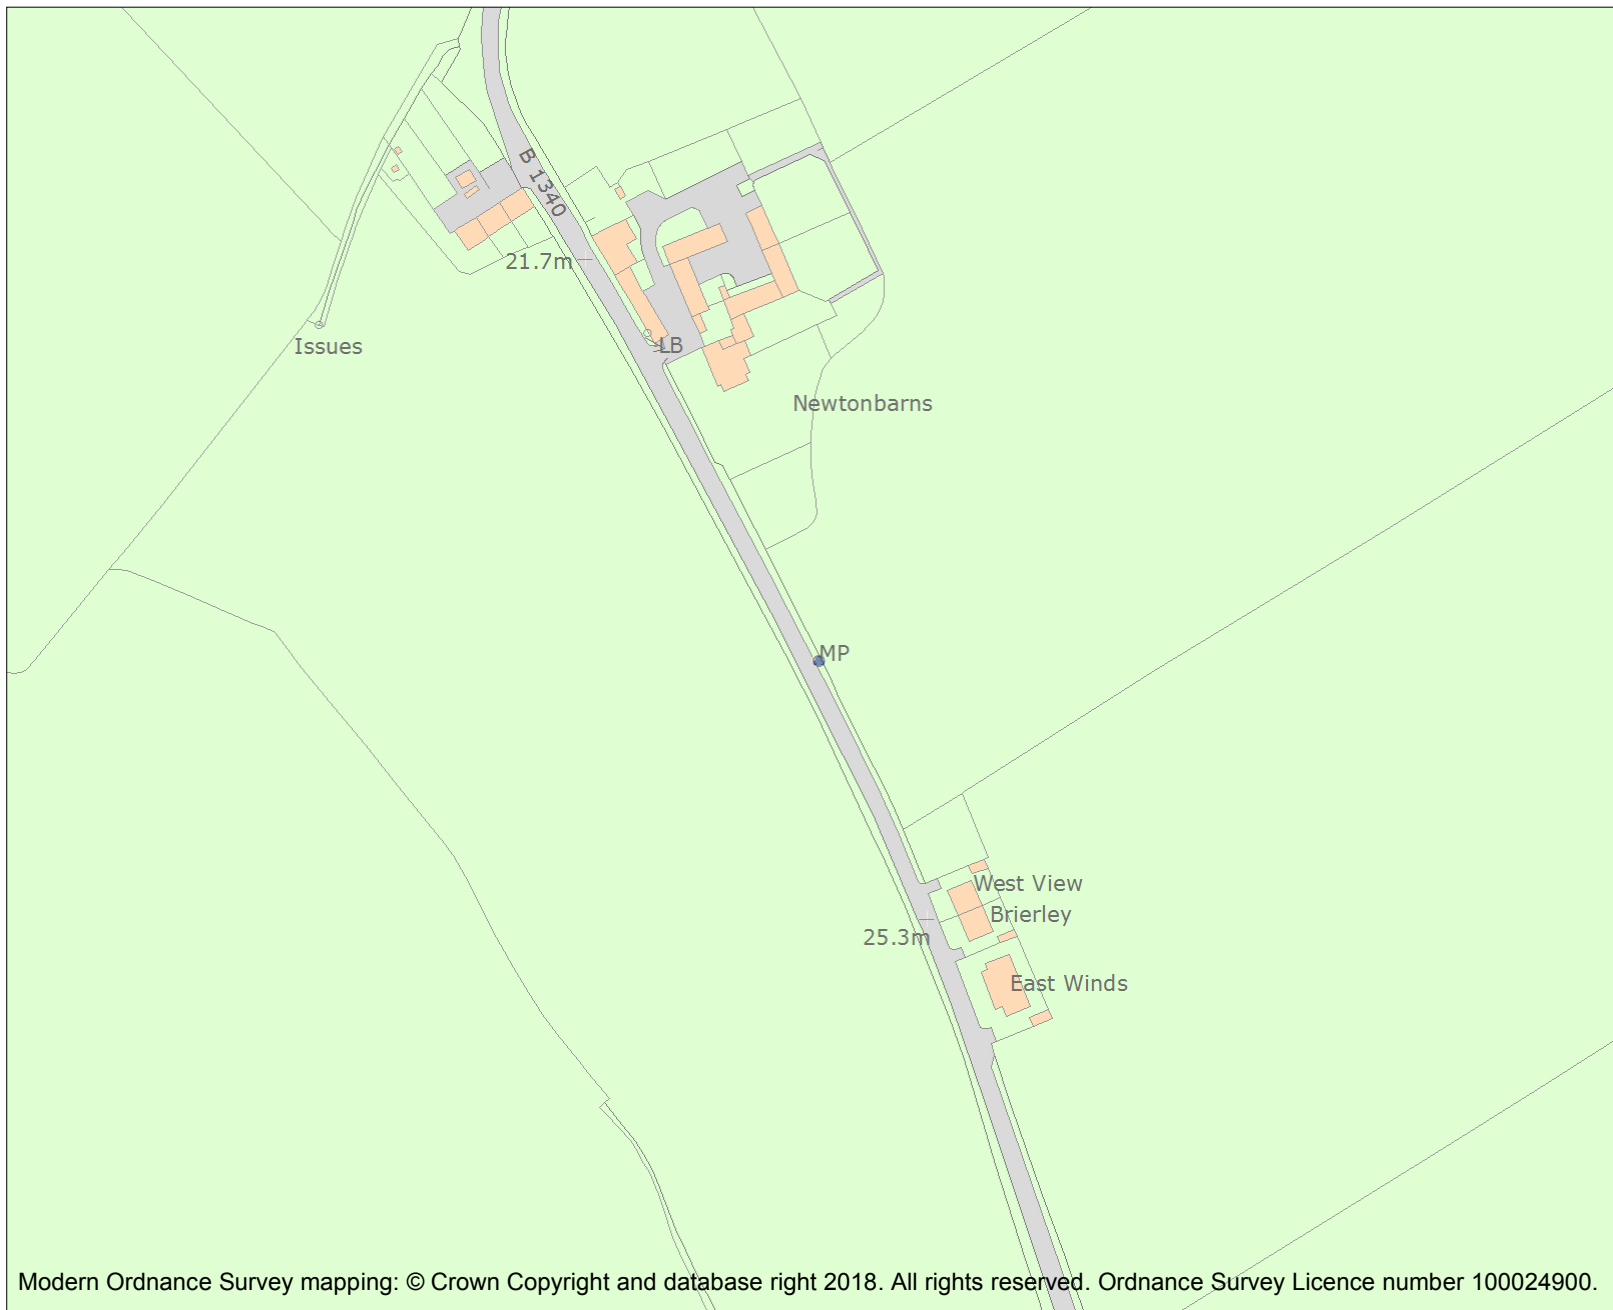 B 1340
21.7m
Issues
LB
Newtonbarns
MP
West View
Brierley
25.3m
East Winds
Modern Ordnance Survey mapping: © Crown Copyright and database right 2018. All rights reserved. Ordnance Survey Licence number 100024900.